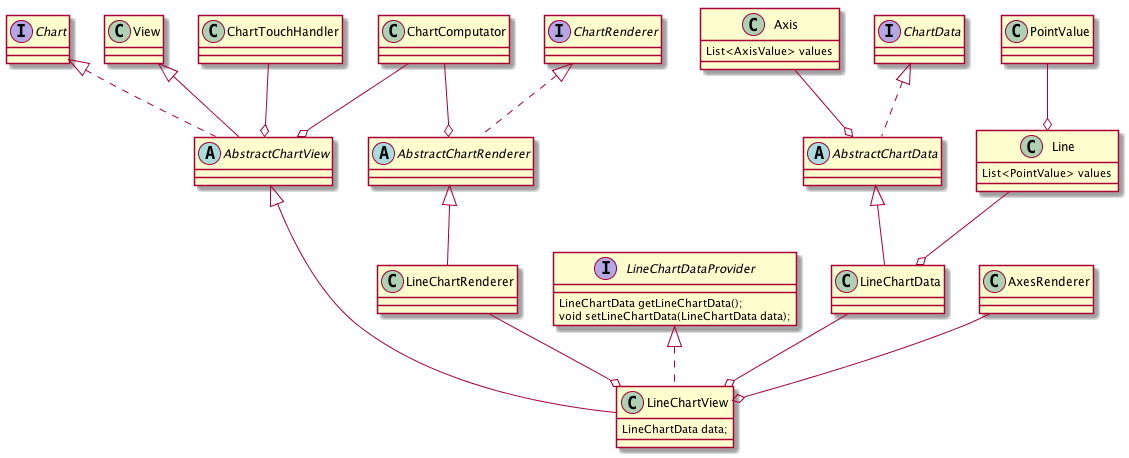 I Chart
C View
C ChartTouchHandler
C ChartComputator
I ChartRenderer
C Axis
List<AxisValue> values
I ChartData
C PointValue
A AbstractChartView
A AbstractChartRenderer
A AbstractChartData
C Line
List<PointValue> values
C LineChartRenderer
I LineChartDataProvider
LineChartData getLineChartData();
void setLineChartData(LineChartData data);
C LineChartData
C AxesRenderer
C LineChartView
LineChartData data;